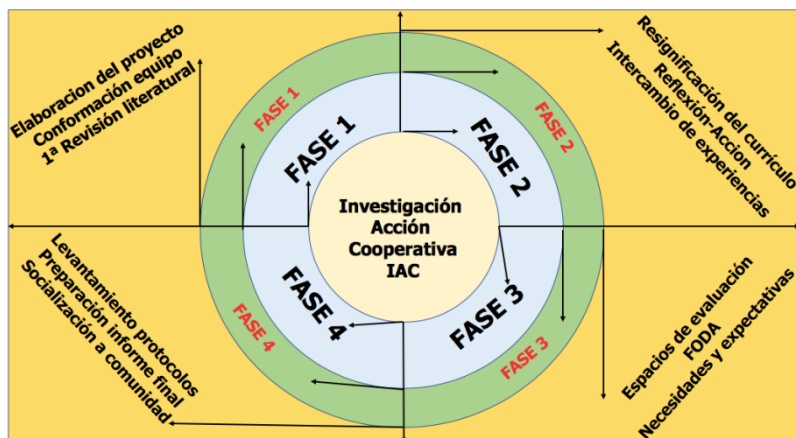 Elaboracion del proyecto
Conformación equipo
1ª Revisión literatural
FASE 1
FASE 1
Resignificación del currículo
Reflexión-Accion
Intercambio de experiencias
FASE 2
FASE 2
Investigación
Acción
Cooperativa
IAC
Levantamiento protocolos
Preparación informe final
Socialización a comunidad
FASE 4
FASE 4
FASE 3
FASE 3
Espacios de evaluación
FODA
Necesidades y expectativas